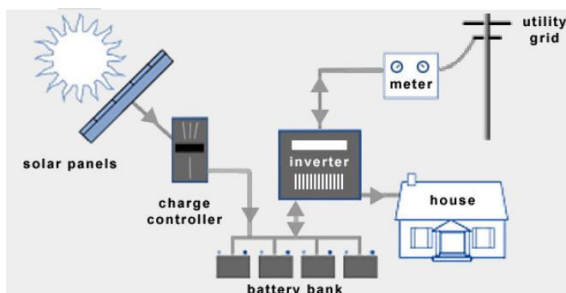 utility
grid
meter
inverter
solar panels
charge
controller
house
battery bank